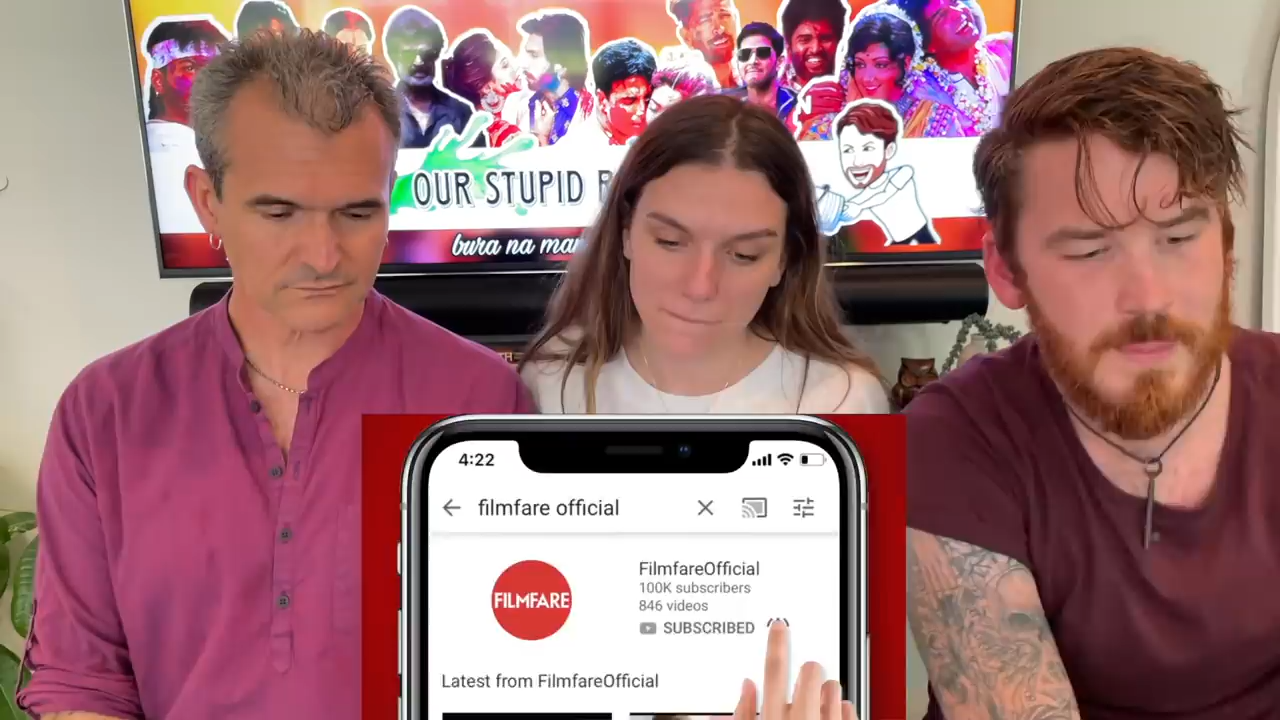 OUR STUPID R
bura na ma
4:22
filmfare official
FILMFARE
FilmfareOfficial
100K subscribers
846 videos
SUBSCRIBED
Latest from FilmfareOfficial